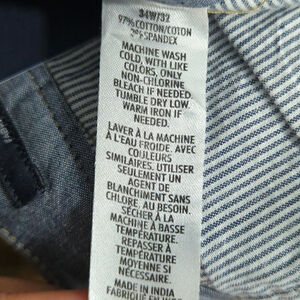 34W/32
97% COTTON/COTON
3% SPANDEX
MACHINE WASH
COLD, WITH LIKE
COLORS, ONLY
NON-CHLORINE
BLEACH IF NEEDED
TUMBLE DRY LOW.
WARM IRON IF
NEEDED.
LAVER À LA MACHINE
À L'EAU FROIDE. AVEC
COULEURS
SIMILAIRES. UTILISER
SEULEMENT UN
AGENT DE
BLANCHIMENT SANS
CHLORE, AU BESOIN.
SÉCHER À LA
MACHINE À BASSE
TEMPÉRATURE.
REPASSER À
TEMPÉRATURE
MOYENNE SI
NÉCESSAIRE.
MADE IN INDIA
FABRIQUÉ EN INDE